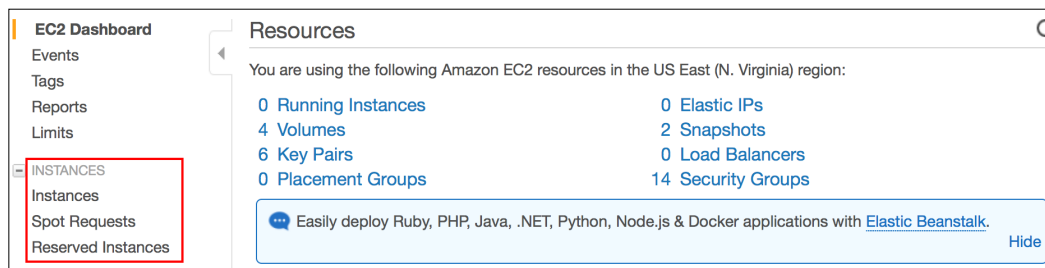 EC2 Dashboard
Events
Tags
Reports
Limits
INSTANCES
Instances
Spot Requests
Reserved Instances
Resources
You are using the following Amazon EC2 resources in the US East (N. Virginia) region:
0 Running Instances
0 Elastic IPs
4 Volumes
2 Snapshots
6 Key Pairs
0 Load Balancers
0 Placement Groups
14 Security Groups
Easily deploy Ruby, PHP, Java, .NET, Python, Node.js & Docker applications with Elastic Beanstalk.
Hide